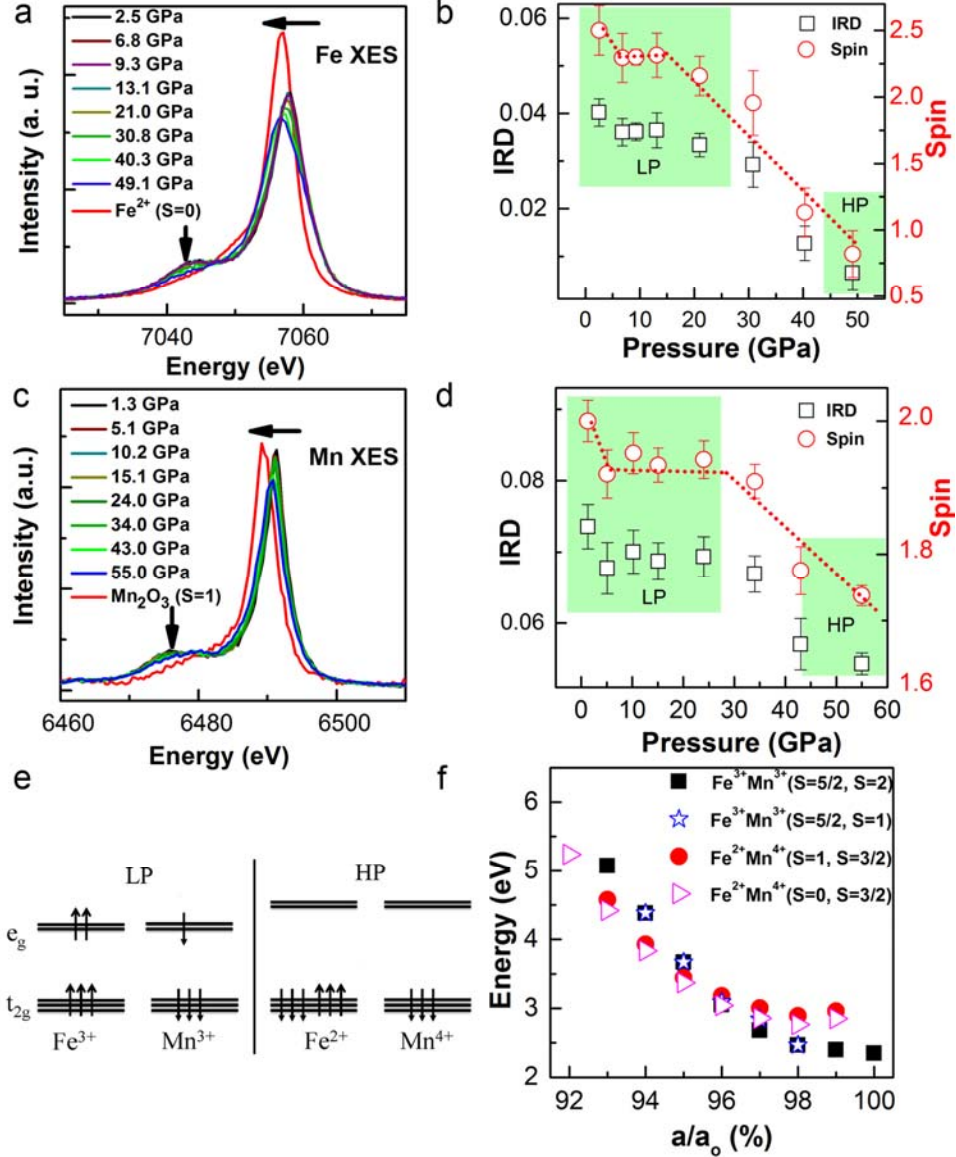 a
Intensity (a. u.)
2.5 GPa
6.8 GPa
9.3 GPa
13.1 GPa
21.0 GPa
30.8 GPa
40.3 GPa
49.1 GPa
Fe²⁺ (S=0)
Fe XES
7040 7060
Energy (eV)
b
IRD
0.06
0.04
0.02
IRD
Spin
LP
HP
2.5
2.0
1.5
1.0
0.5
Spin
0 10 20 30 40 50
Pressure (GPa)
c
Intensity (a.u.)
1.3 GPa
5.1 GPa
10.2 GPa
15.1 GPa
24.0 GPa
34.0 GPa
43.0 GPa
55.0 GPa
Mn₂O₃ (S=1)
Mn XES
6460 6480 6500
Energy (eV)
d
IRD
0.08
0.06
IRD
Spin
LP
HP
2.0
1.8
1.6
Spin
0 10 20 30 40 50 60
Pressure (GPa)
e
LP HP
e_g
t_2g
Fe³⁺ Mn³⁺ Fe²⁺ Mn⁴⁺
f
Energy (eV)
6
5
4
3
2
Fe³⁺Mn³⁺(S=5/2, S=2)
Fe³⁺Mn³⁺(S=5/2, S=1)
Fe²⁺Mn⁴⁺(S=1, S=3/2)
Fe²⁺Mn⁴⁺(S=0, S=3/2)
92 94 96 98 100
a/a₀ (%)